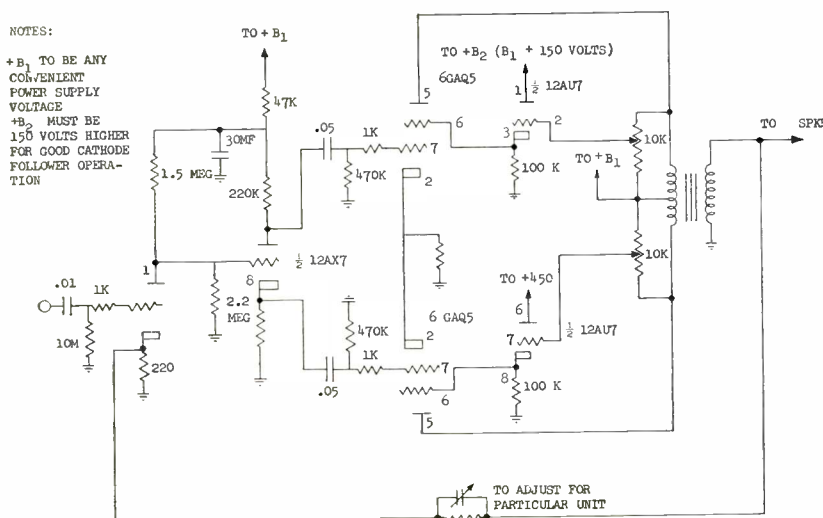 NOTES:
+B1 TO BE ANY
CONVENIENT
POWER SUPPLY
VOLTAGE
+B2 MUST BE
150 VOLTS HIGHER
FOR GOOD CATHODE
FOLLOWER OPERA-
TION
TO +B1
47K
30MF
1.5 MEG
220K
.05
1K
7
470K
2
1
½ 12AX7
8
.01
1K
10M
220
2.2
MEG
470K
1K
.05
TO +B2 (B1 + 150 VOLTS)
6GAQ5
5
6
1
½ 12AU7
3
2
100 K
10K
TO +B1
TO SPKR
10K
TO +450
6
½ 12AU7
7
8
100 K
6 GAQ5
2
7
6
5
TO ADJUST FOR
PARTICULAR UNIT